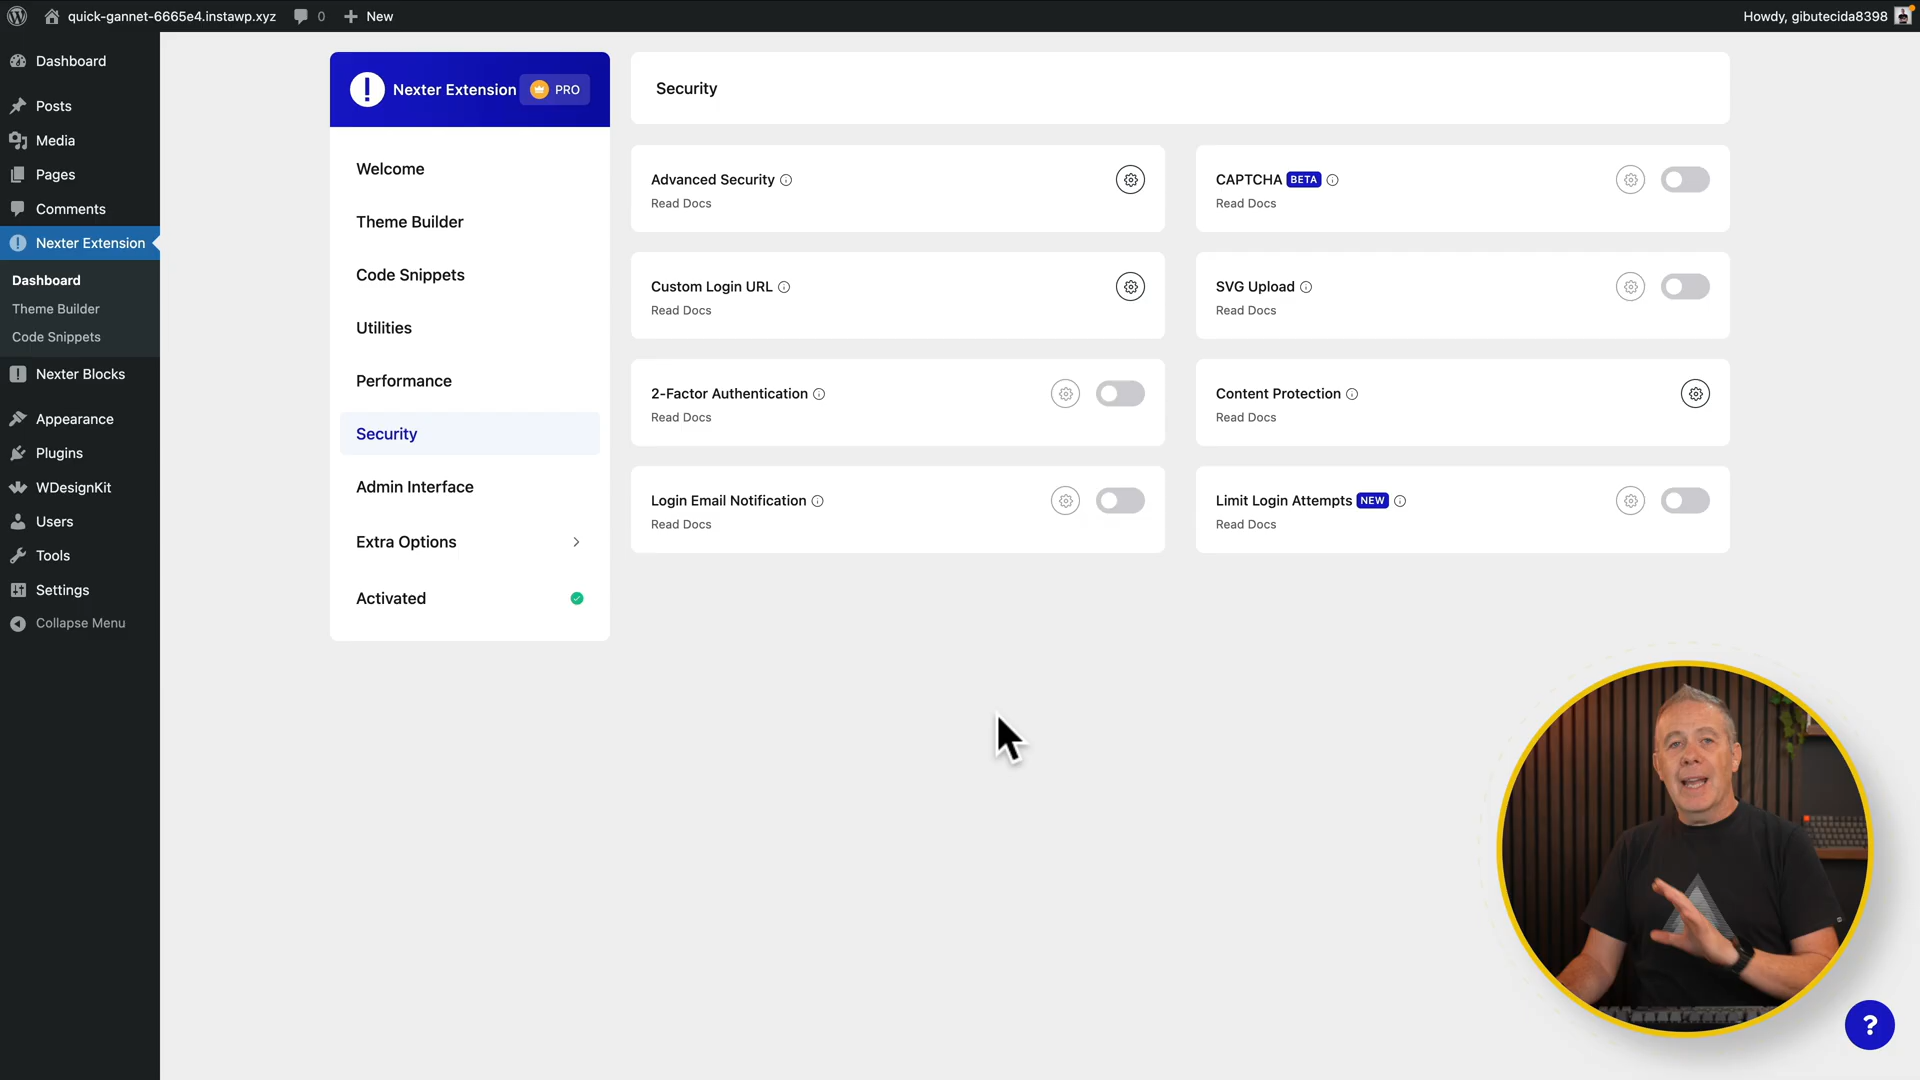 quick-gannet-6665e4.instawp.xyz 0 New Howdy, gibutecida8398
Dashboard
Posts
Media
Pages
Comments
Nexter Extension
Dashboard
Theme Builder
Code Snippets
Nexter Blocks
Appearance
Plugins
WDesignKit
Users
Tools
Settings
Collapse Menu
Nexter Extension PRO
Welcome
Theme Builder
Code Snippets
Utilities
Performance
Security
Admin Interface
Extra Options
Activated
Security
Advanced Security
Read Docs
CAPTCHA BETA
Read Docs
Custom Login URL
Read Docs
SVG Upload
Read Docs
2-Factor Authentication
Read Docs
Content Protection
Read Docs
Login Email Notification
Read Docs
Limit Login Attempts NEW
Read Docs
?